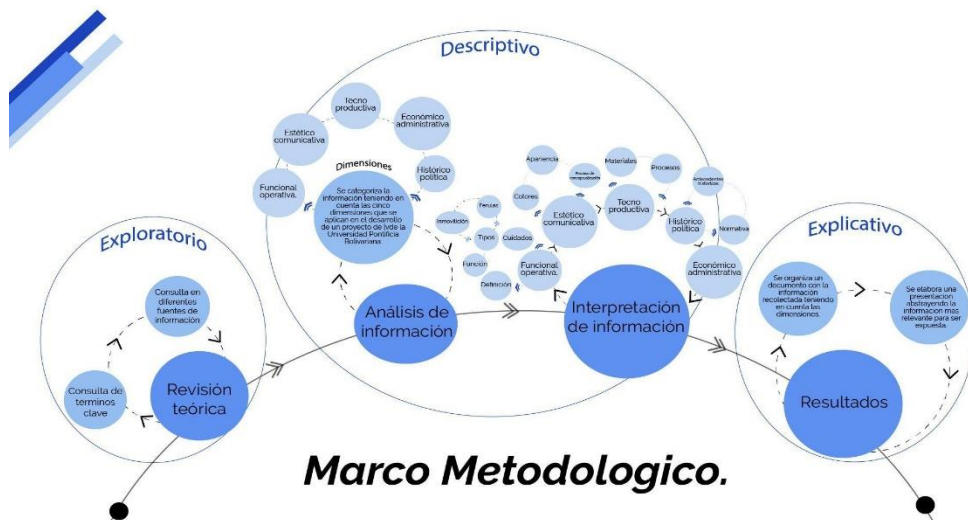 Descriptivo
Tecno
productiva
Estético
comunicativa
Económico
administrativa
Dimensiones
Histórico
política
Funcional
operativa.
Se categoriza la
información teniendo en
cuenta las cinco
dimensiones que se
aplican en el desarrollo
de un proyecto de
la Universidad Pontificia
Bolivariana
Apariencia
Materiales
Procesos
Colores
Ferulas
Inmovilición
Tipos
Cuidados
Función
Definición
Estético
comunicativa
Tecno
productiva
Histórico
política
Normativa
Funcional
operativa.
Económico
administrativa
Exploratorio
Consulta en
diferentes
fuentes de
información
Consulta de
terminos
clave
Revisión
teórica
Análisis de
información
Interpretación
de información
Explicativo
Se organiza un
documento con la
información
recolectada teniendo
en cuenta las
dimensiones.
Se elabora una
presentación
abstrayendo la
informacion mas
relevante para ser
expuesta.
Resultados
Marco Metodologico.